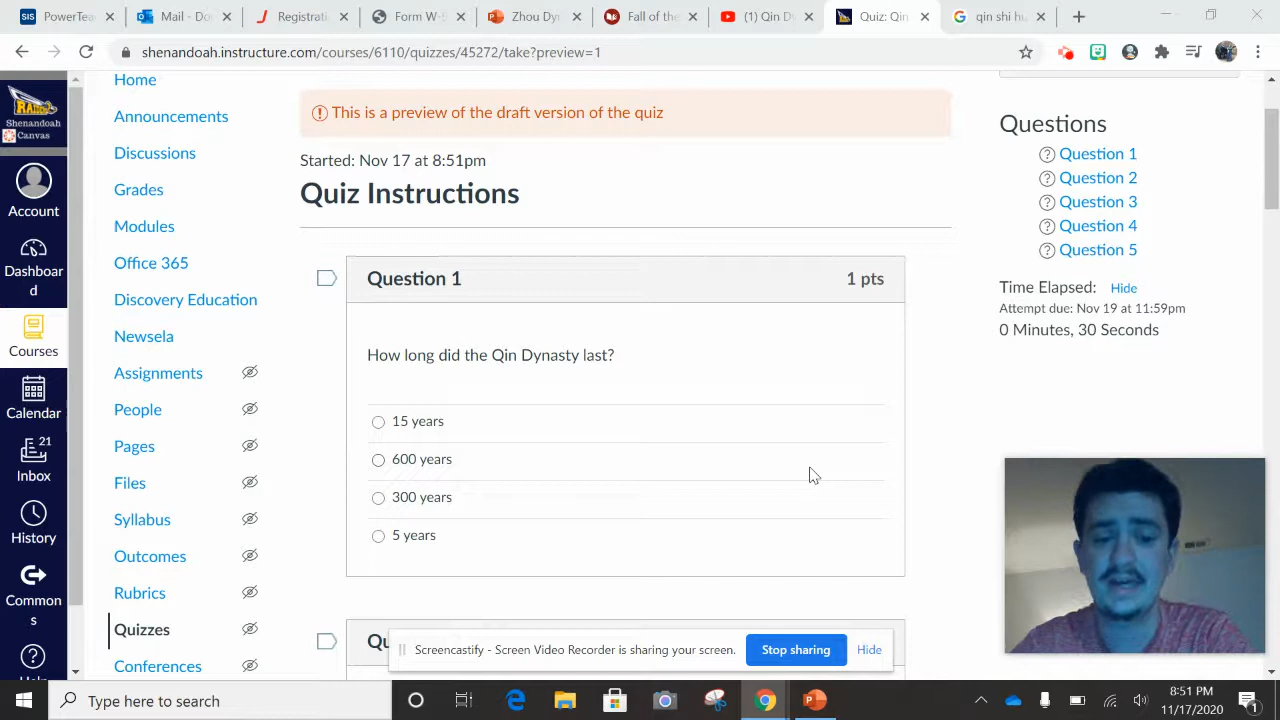 SIS PowerTea
Mail - Do
Registrati
Form W-
Zhou Dy
Fall of the
(1) Qin D
Quiz: Qin
qin shi hu
shenandoah.instructure.com/courses/6110/quizzes/45272/take?preview=1
RAIDERS
Shenandoah
Canvas
Account
Dashboar
d
Courses
Calendar
21
Inbox
History
Common
s
Help
Home
Announcements
Discussions
Grades
Modules
Office 365
Discovery Education
Newsela
Assignments
People
Pages
Files
Syllabus
Outcomes
Rubrics
Quizzes
Conferences
This is a preview of the draft version of the quiz
Started: Nov 17 at 8:51pm
Quiz Instructions
Question 1 1 pts
How long did the Qin Dynasty last?
15 years
600 years
300 years
5 years
Qu
Questions
Question 1
Question 2
Question 3
Question 4
Question 5
Time Elapsed: Hide
Attempt due: Nov 19 at 11:59pm
0 Minutes, 30 Seconds
Screencastify - Screen Video Recorder is sharing your screen. Stop sharing Hide
Type here to search
8:51 PM
11/17/2020
1